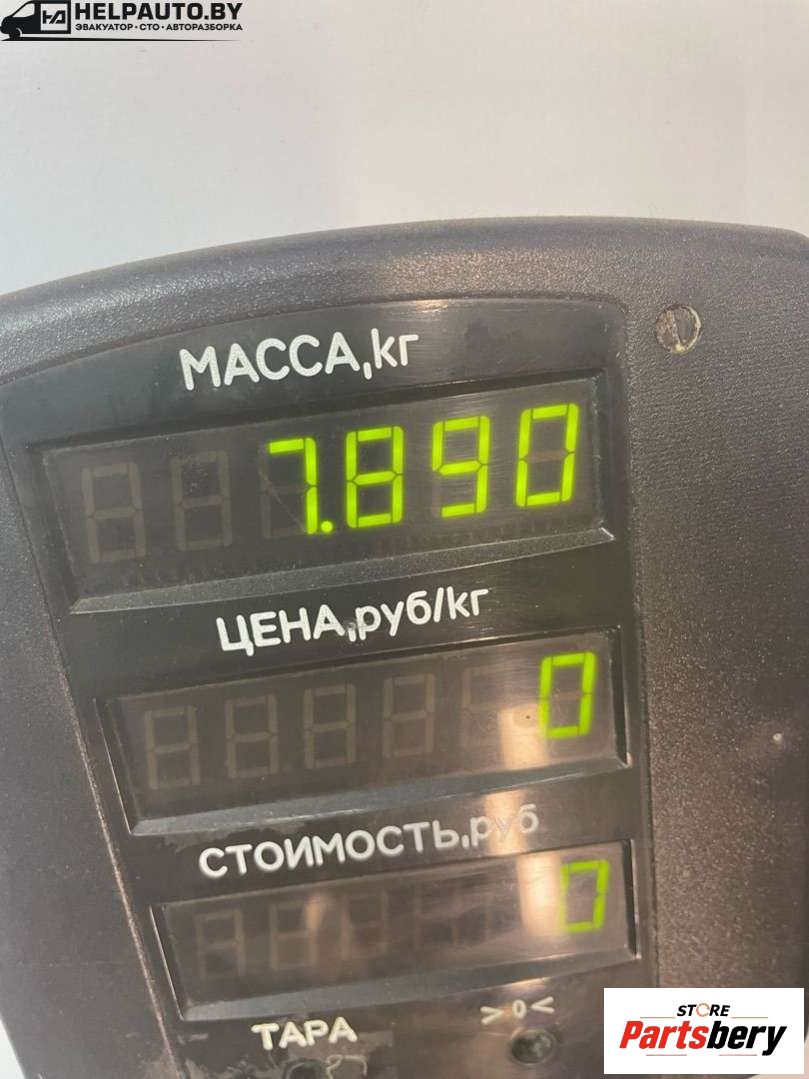 HELPAUTO.BY
ЭВАКУАТОР•СТО•АВТОРАЗБОРКА
МАССА,кг
7.890
ЦЕНА,руб/кг
0
СТОИМОСТЬ,руб
0
ТАРА >0<
STORE
Partsbery